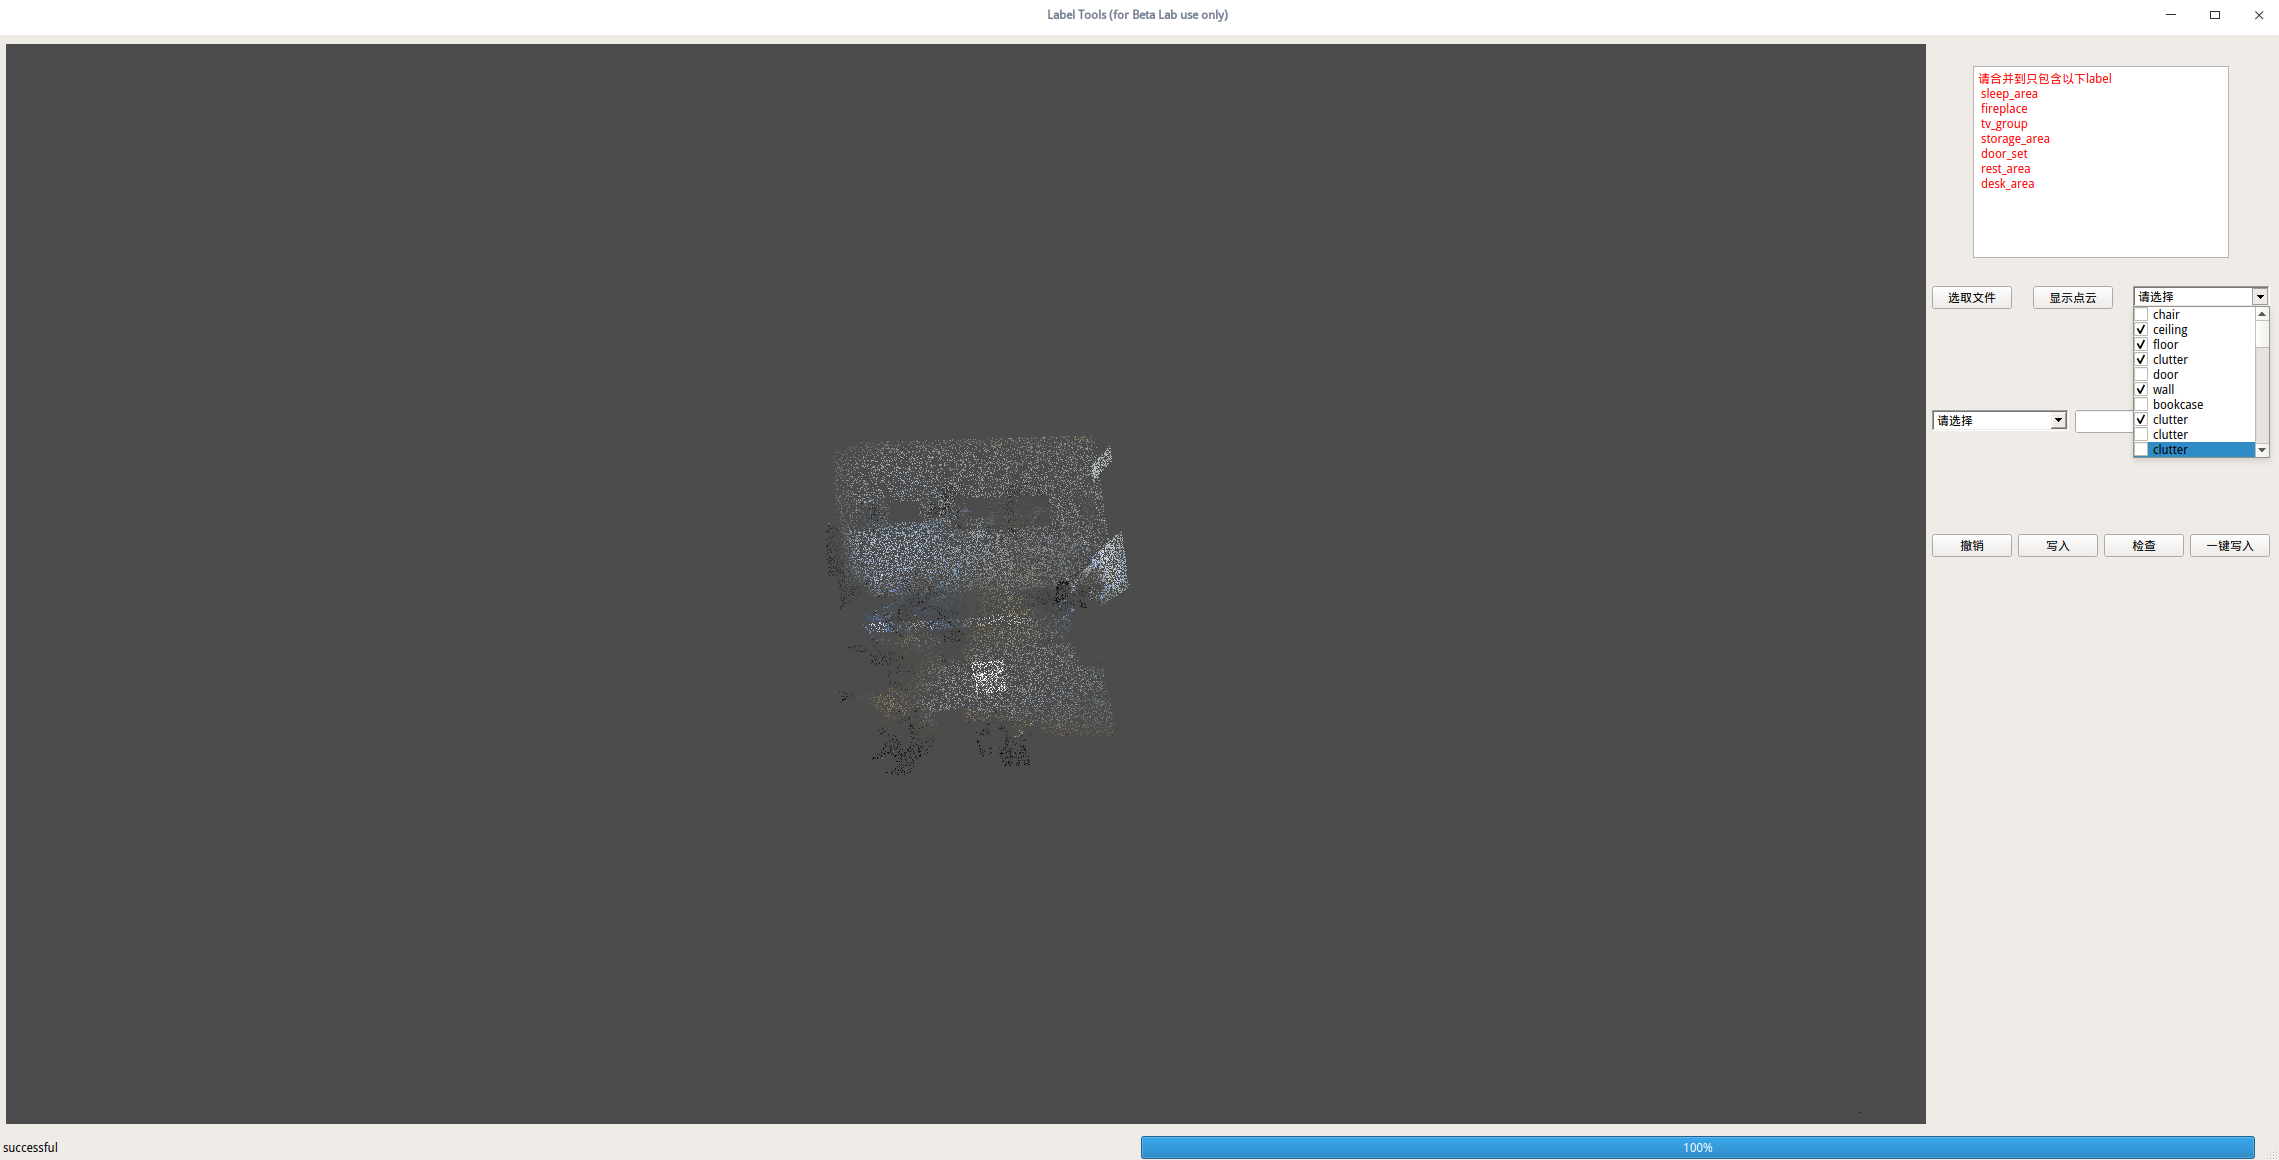 Label Tools (for Beta Lab use only)
请合并到只包含以下label
sleep_area
fireplace
tv_group
storage_area
door_set
rest_area
desk_area
选取文件
显示点云
请选择
chair
ceiling
floor
clutter
door
wall
bookcase
clutter
clutter
clutter
请选择
撤销
写入
检查
一键写入
successful
100%